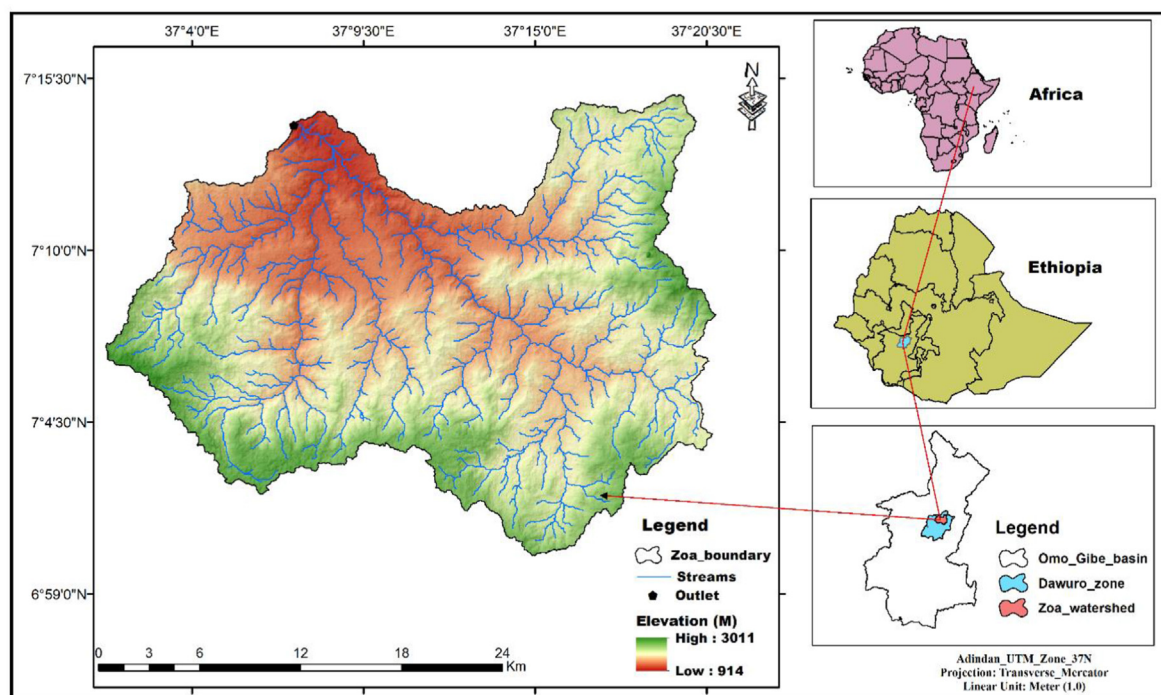 37°4'0"E 37°9'30"E 37°15'0"E 37°20'30"E
7°15'30"N
7°10'0"N
7°4'30"N
6°59'0"N
N
Legend
Zoa_boundary
Streams
Outlet
Elevation (M)
High : 3011
Low : 914
0 3 6 12 18 24
Km
Africa
Ethiopia
Legend
Omo_Gibe_basin
Dawuro_zone
Zoa_watershed
Adindan_UTM_Zone_37N
Projection: Transverse_Mercator
Linear Unit: Meter (1.0)